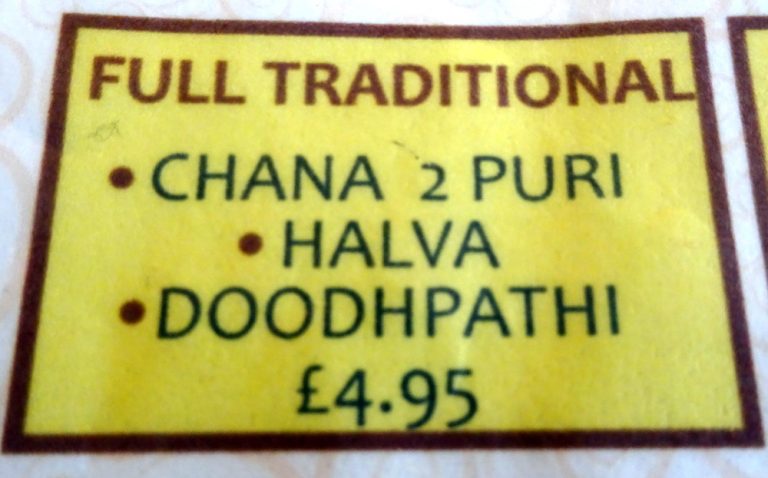 FULL TRADITIONAL
• CHANA 2 PURI
• HALVA
• DOODHPATHI
£4.95